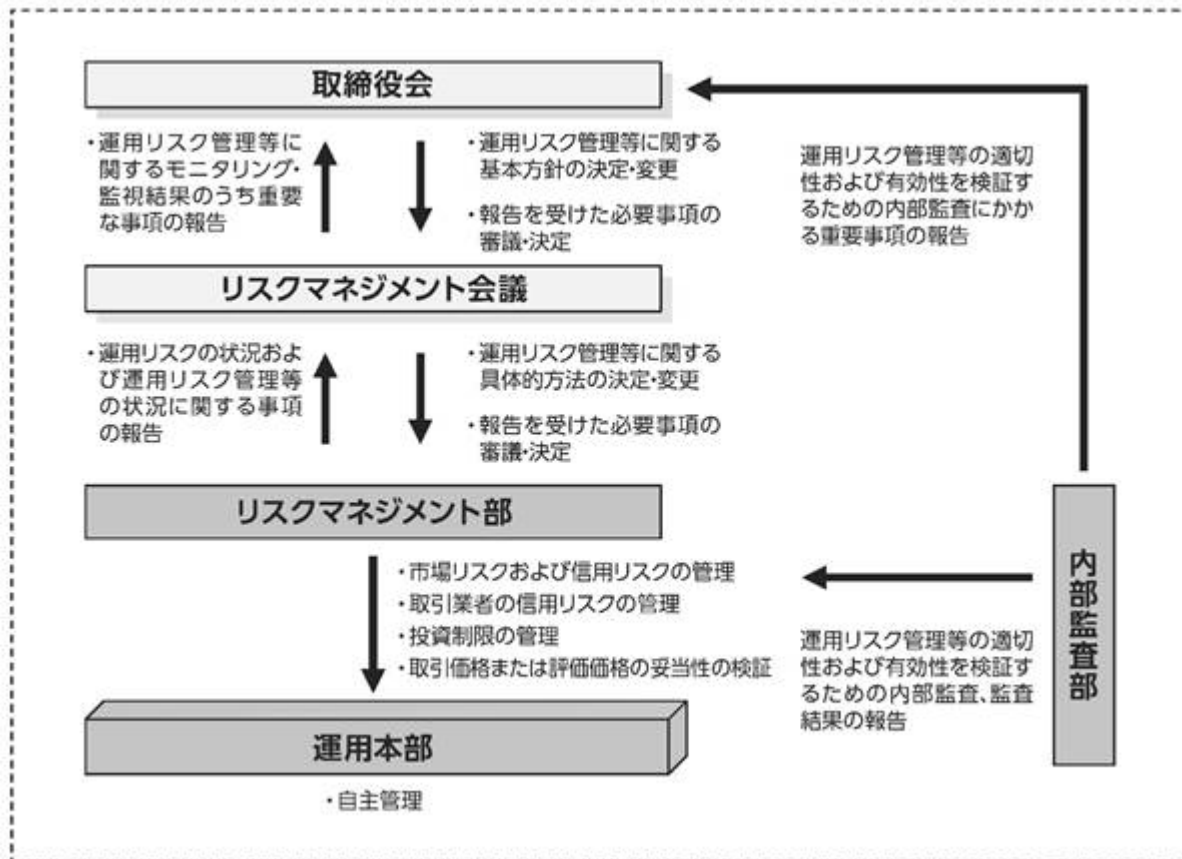 取締役会
・運用リスク管理等に
関するモニタリング・
監視結果のうち重要
な事項の報告
・運用リスク管理等に関する
基本方針の決定・変更
・報告を受けた必要事項の
審議・決定
運用リスク管理等の適切
性および有効性を検証す
るための内部監査にかか
る重要事項の報告
リスクマネジメント会議
・運用リスクの状況およ
び運用リスク管理等
の状況に関する事項
の報告
・運用リスク管理等に関する
具体的方法の決定・変更
・報告を受けた必要事項の
審議・決定
リスクマネジメント部
・市場リスクおよび信用リスクの管理
・取引業者の信用リスクの管理
・投資制限の管理
・取引価格または評価価格の妥当性の検証
内部監査部
運用リスク管理等の適切
性および有効性を検証す
るための内部監査、監査
結果の報告
運用本部
・自主管理